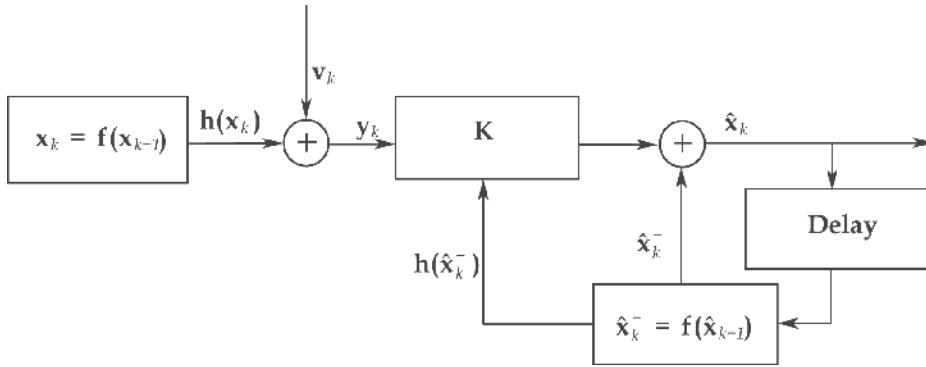 v_k
x_k = f(x_{k-1})
h(x_k)
+
y_k
K
+
x̂_k
Delay
x̂_k^-
h(x̂_k^-)
x̂_k^- = f(x̂_{k-1})